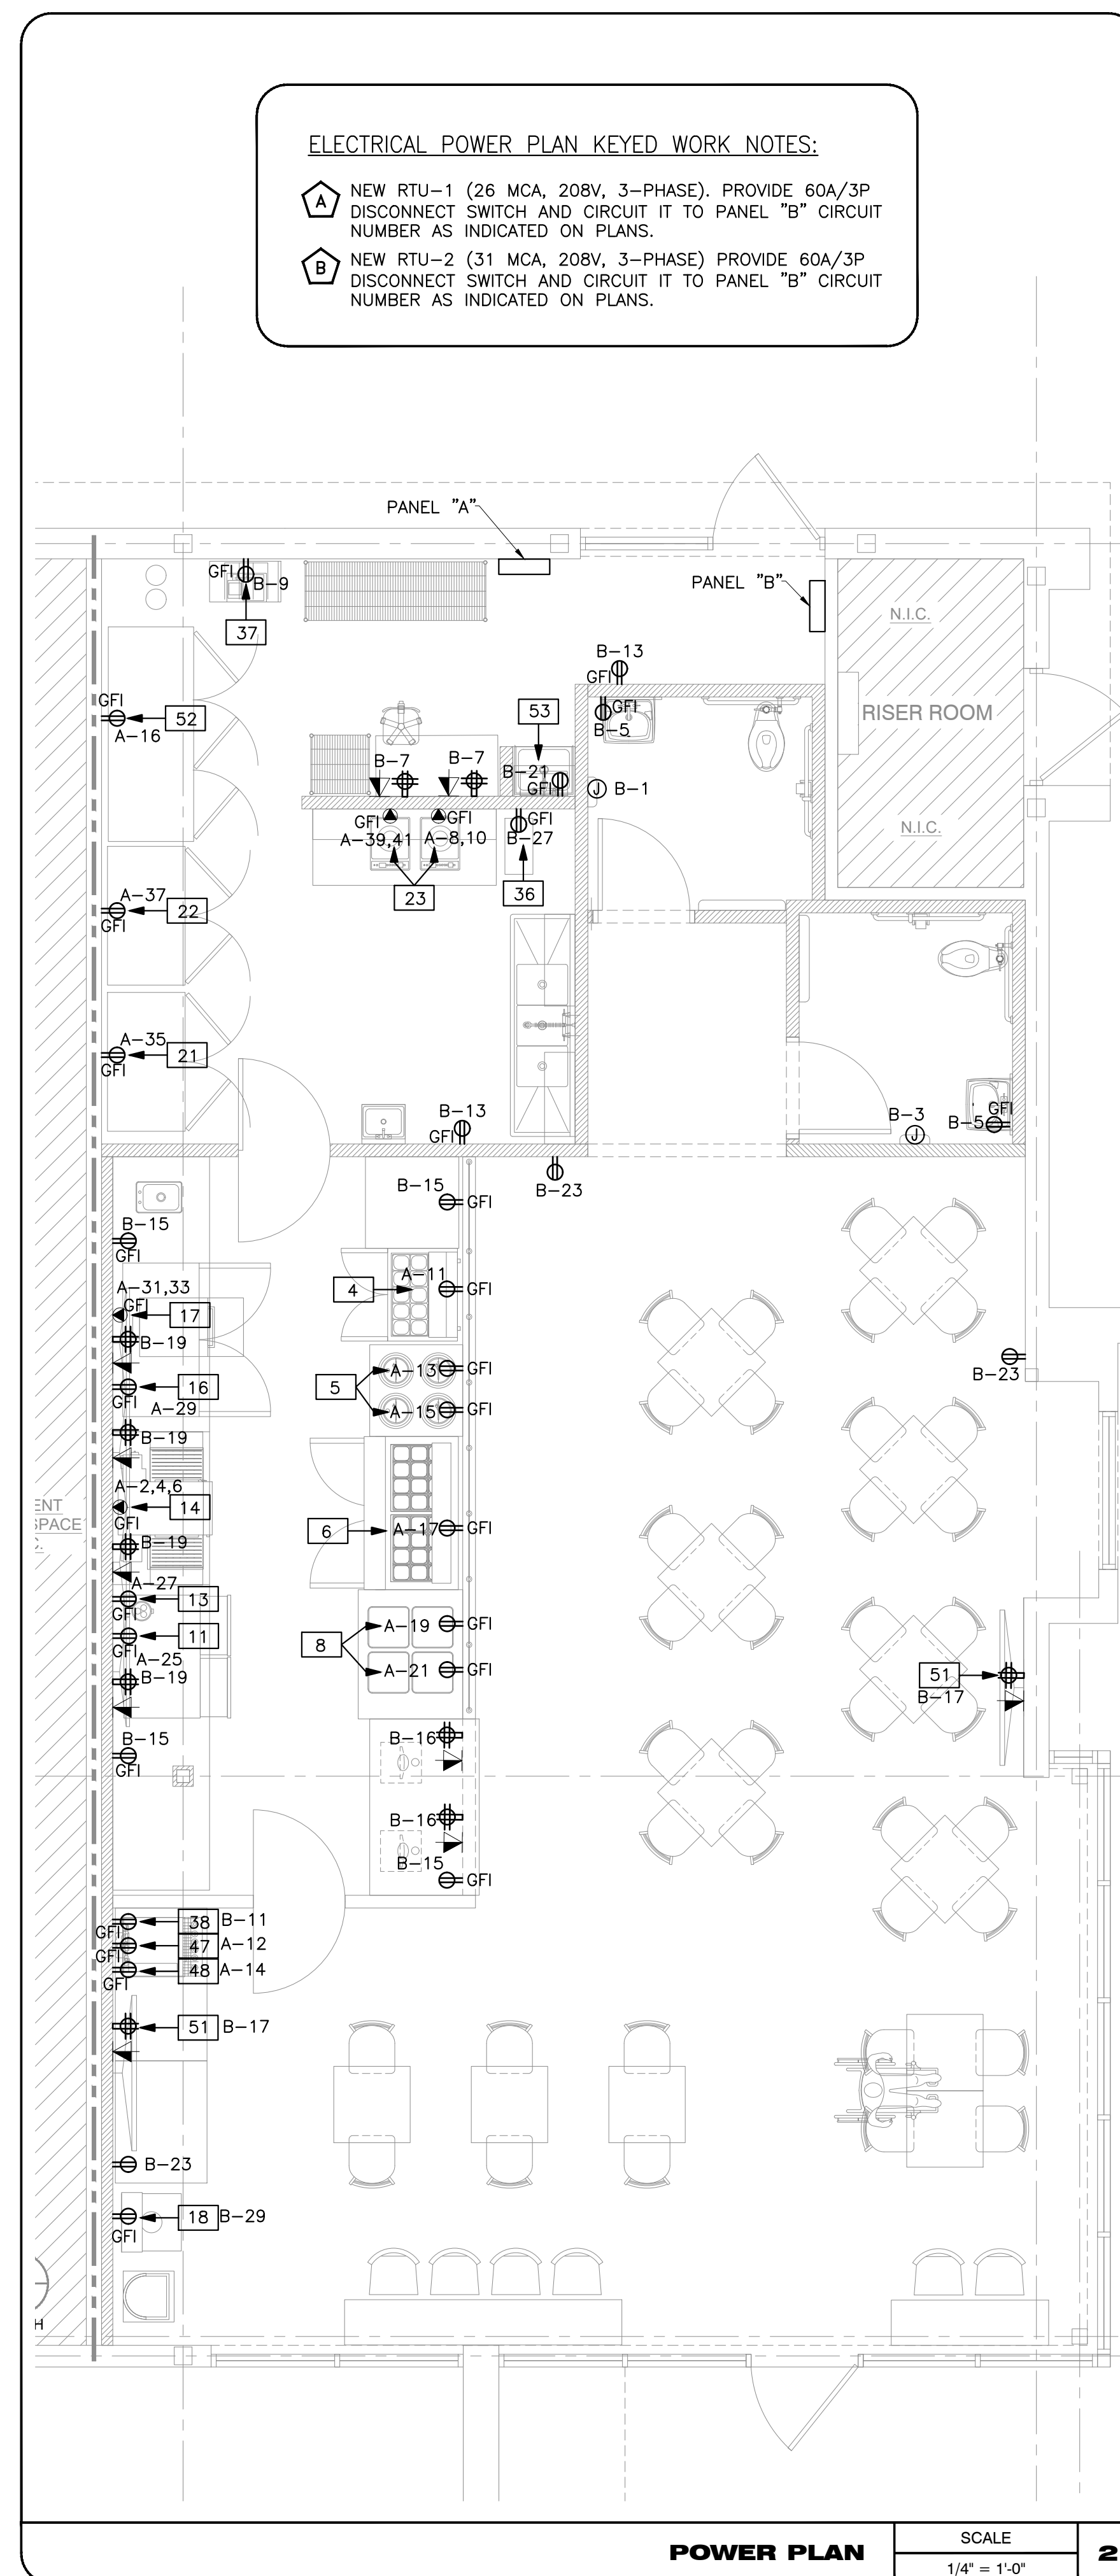 ELECTRICAL POWER PLAN KEYED WORK NOTES:
A
NEW RTU-1 (26 MCA, 208V, 3-PHASE). PROVIDE 60A/3P
DISCONNECT SWITCH AND CIRCUIT IT TO PANEL "B" CIRCUIT
NUMBER AS INDICATED ON PLANS.
B
NEW RTU-2 (31 MCA, 208V, 3-PHASE) PROVIDE 60A/3P
DISCONNECT SWITCH AND CIRCUIT IT TO PANEL "B" CIRCUIT
NUMBER AS INDICATED ON PLANS.
PANEL "A"
GFI
B-9
37
PANEL "B"
N.I.C.
RISER ROOM
N.I.C.
B-13
GFI
GFI
B-5
GFI
52
A-16
53
B-7
B-7
B-21
GFI
J
B-1
GFI
A-39,41
GFI
A-8,10
GFI
B-27
23
36
A-37
22
GFI
A-35
21
GFI
B-13
GFI
B-3
J
GFI
B-5
B-23
B-15
GFI
B-15
GFI
A-31,33
GFI
17
B-19
4
A-11
GFI
B-23
16
GFI
A-29
5
A-13
GFI
A-15
GFI
B-19
A-2,4,6
14
GFI
ENT
SPACE
C.
6
A-17
GFI
B-19
A-27
13
GFI
11
GFI
A-25
B-19
8
A-19
GFI
A-21
GFI
51
B-17
B-15
GFI
B-16
B-16
B-15
GFI
38
B-11
GFI
47
A-12
GFI
48
A-14
GFI
51
B-17
B-23
18
B-29
GFI
H
POWER PLAN
SCALE
1/4" = 1'-0"
2